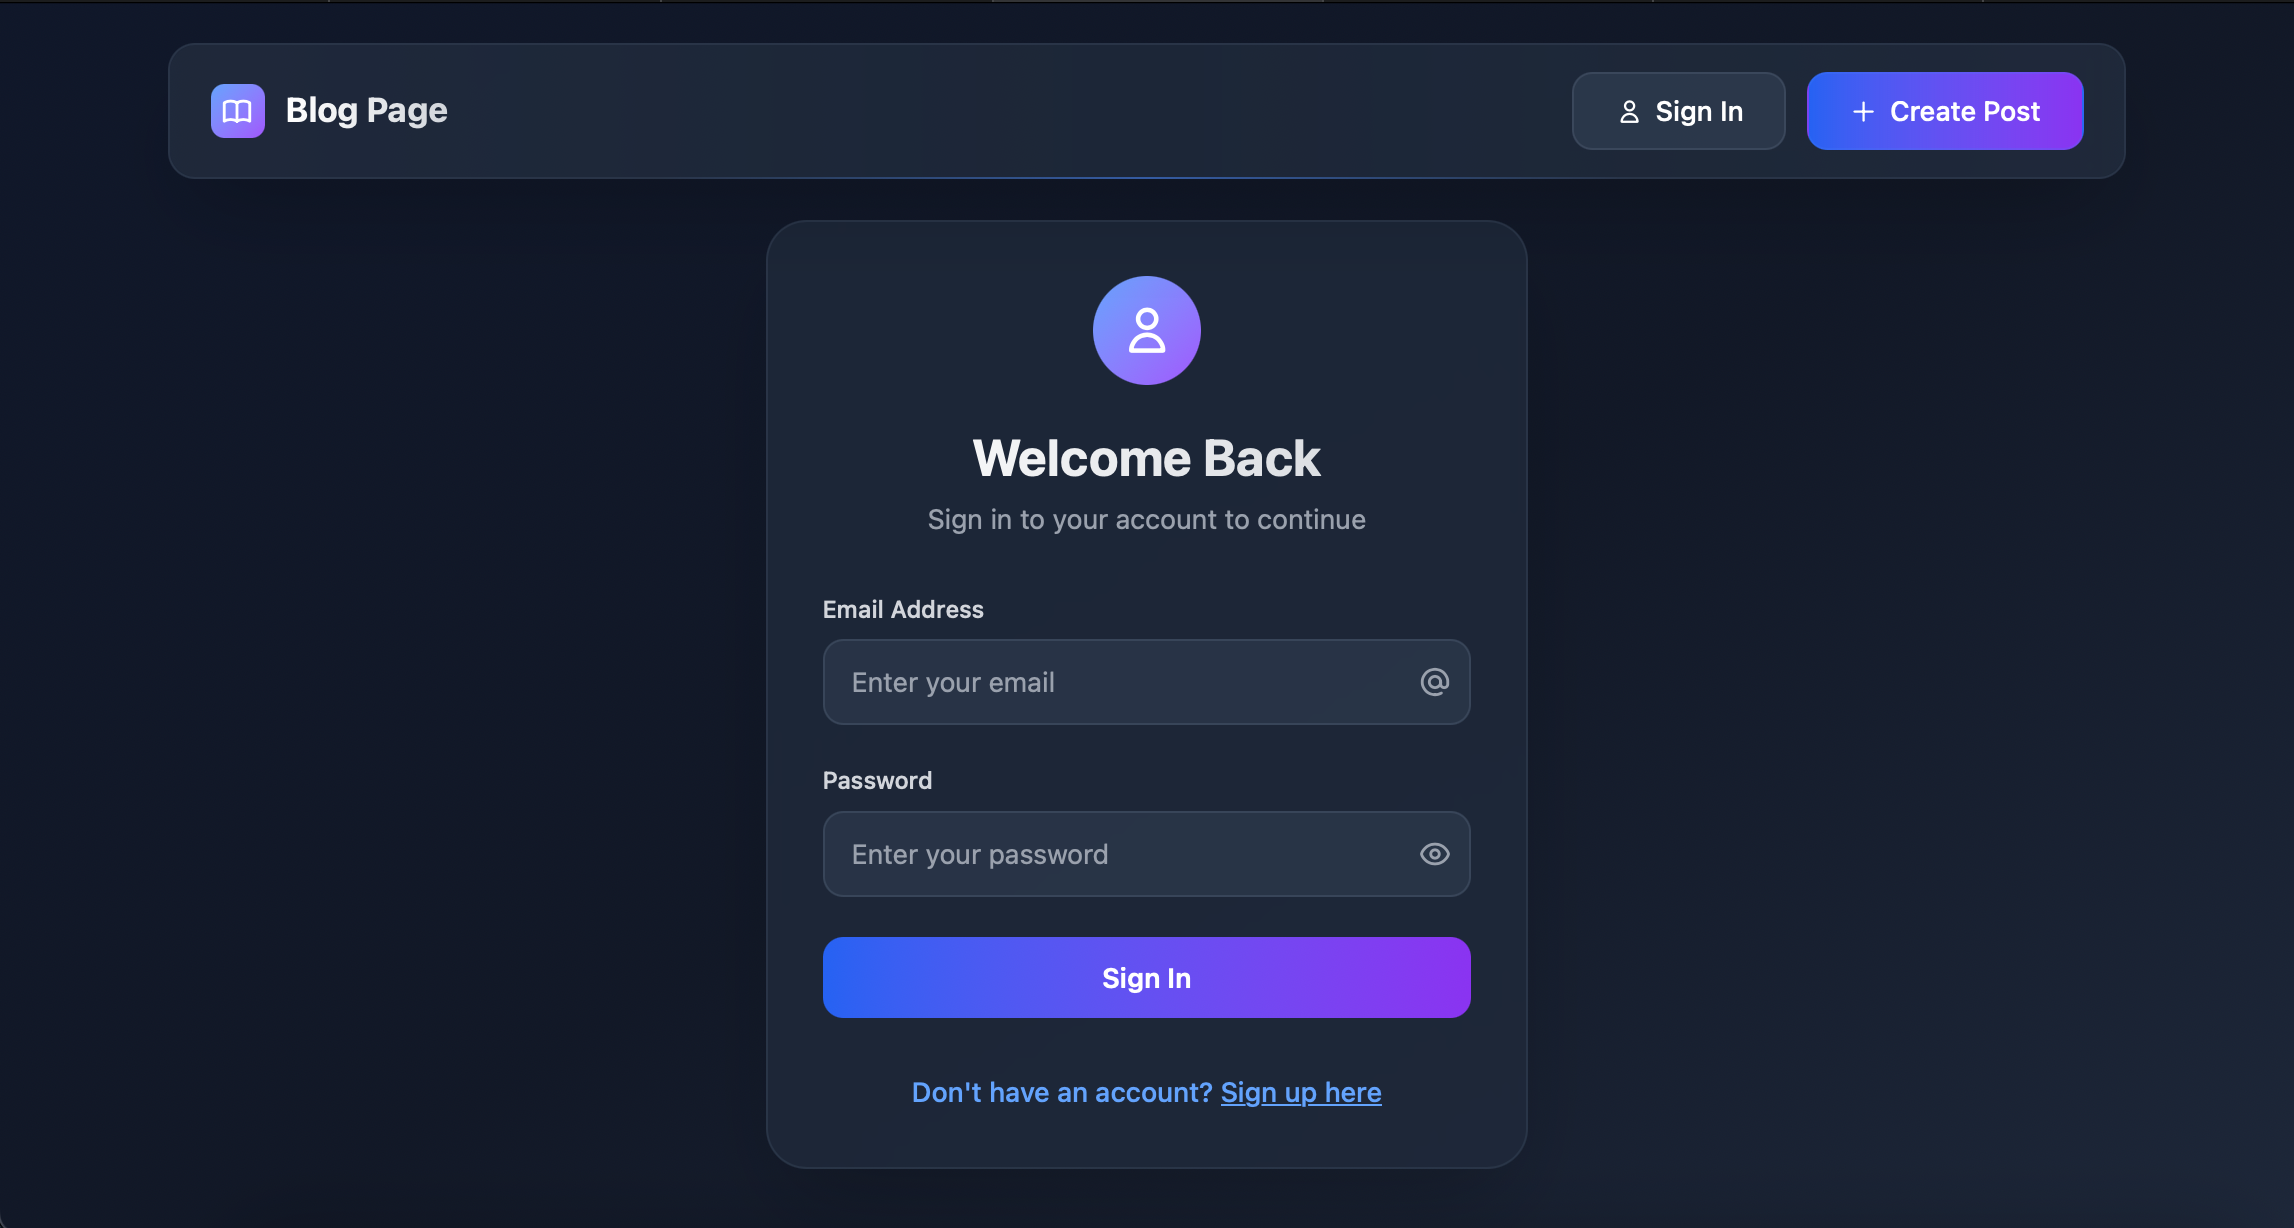 Blog Page
Sign In
Create Post
Welcome Back
Sign in to your account to continue
Email Address
Enter your email
Password
Enter your password
Sign In
Don't have an account? Sign up here